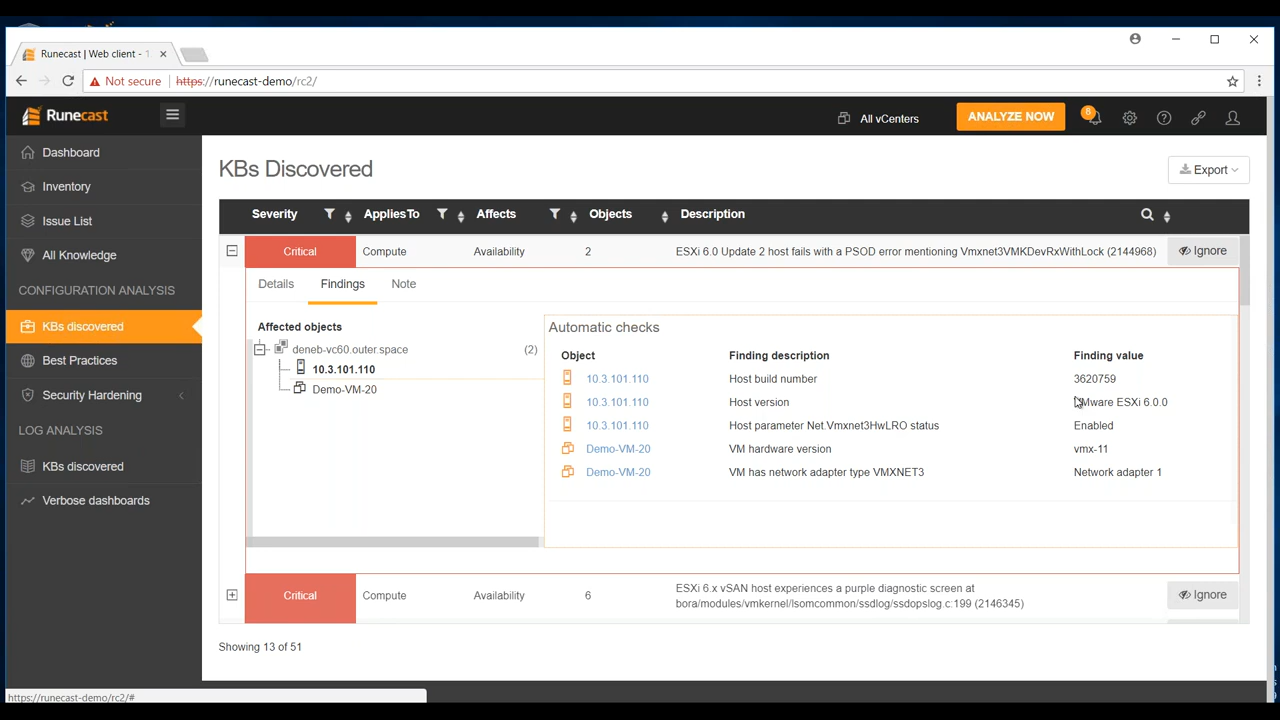 Runecast | Web client - T
Not secure https://runecast-demo/rc2/
Runecast
All vCenters
ANALYZE NOW
8
Dashboard
Inventory
Issue List
All Knowledge
CONFIGURATION ANALYSIS
KBs discovered
Best Practices
Security Hardening
LOG ANALYSIS
KBs discovered
Verbose dashboards
KBs Discovered
Export
Severity AppliesTo Affects Objects Description
Critical Compute Availability 2 ESXi 6.0 Update 2 host fails with a PSOD error mentioning Vmxnet3VMKDevRxWithLock (2144968) Ignore
Details Findings Note
Affected objects
deneb-vc60.outer.space (2)
10.3.101.110
Demo-VM-20
Automatic checks
Object Finding description Finding value
10.3.101.110 Host build number 3620759
10.3.101.110 Host version VMware ESXi 6.0.0
10.3.101.110 Host parameter Net.Vmxnet3HwLRO status Enabled
Demo-VM-20 VM hardware version vmx-11
Demo-VM-20 VM has network adapter type VMXNET3 Network adapter 1
Critical Compute Availability 6 ESXi 6.x vSAN host experiences a purple diagnostic screen at
bora/modules/vmkernel/lsomcommon/ssdlog/ssdopslog.c:199 (2146345) Ignore
Showing 13 of 51
https://runecast-demo/rc2/#